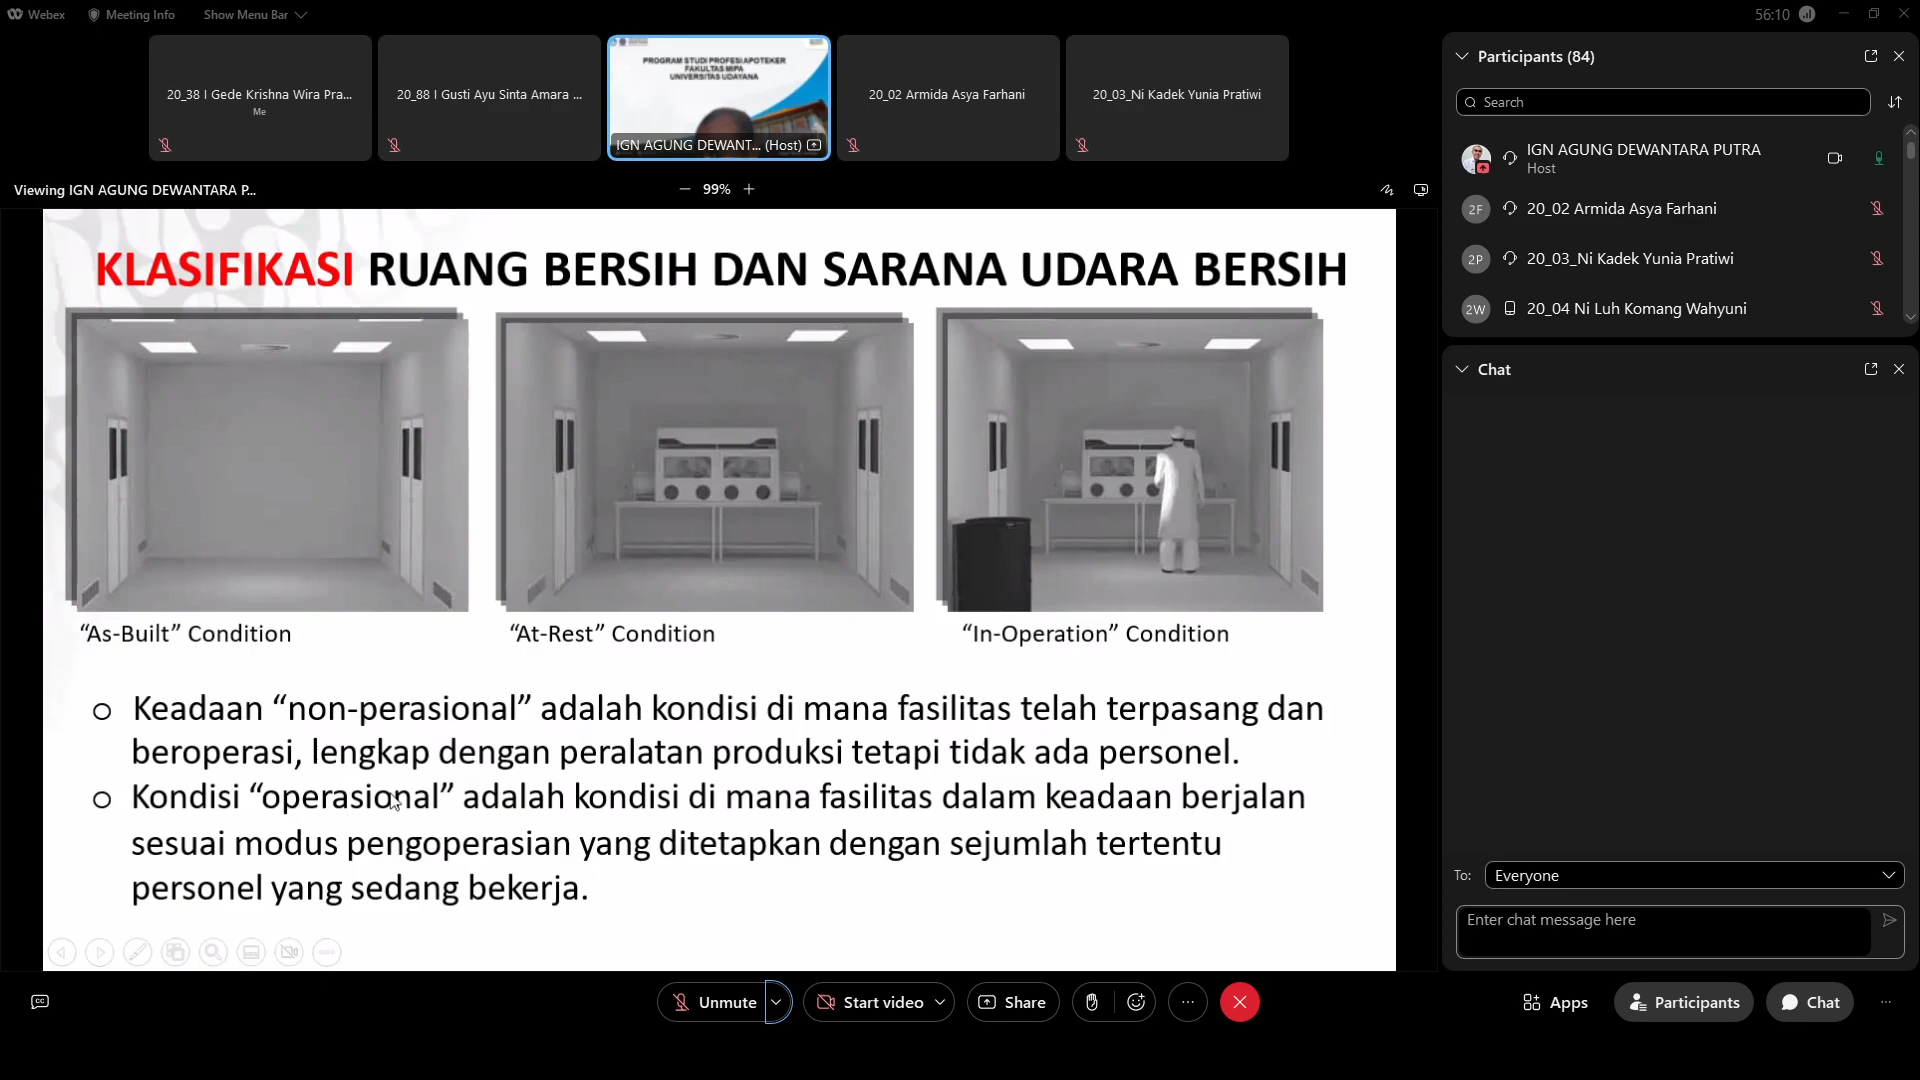 Webex
Meeting Info
Show Menu Bar
56:10
20_38 I Gede Krishna Wira Pra...
Me
20_88 I Gusti Ayu Sinta Amara ...
PROGRAM STUDI PROFESI APOTEKER
FAKULTAS MIPA
UNIVERSITAS UDAYANA
IGN AGUNG DEWANT... (Host)
20_02 Armida Asya Farhani
20_03_Ni Kadek Yunia Pratiwi
Viewing IGN AGUNG DEWANTARA P...
99%
KLASIFIKASI RUANG BERSIH DAN SARANA UDARA BERSIH
“As-Built” Condition
“At-Rest” Condition
“In-Operation” Condition
Keadaan “non-perasional” adalah kondisi di mana fasilitas telah terpasang dan
beroperasi, lengkap dengan peralatan produksi tetapi tidak ada personel.
Kondisi “operasional” adalah kondisi di mana fasilitas dalam keadaan berjalan
sesuai modus pengoperasian yang ditetapkan dengan sejumlah tertentu
personel yang sedang bekerja.
Participants (84)
Search
IGN AGUNG DEWANTARA PUTRA
Host
2F
20_02 Armida Asya Farhani
2P
20_03_Ni Kadek Yunia Pratiwi
2W
20_04 Ni Luh Komang Wahyuni
Chat
To:
Everyone
Enter chat message here
CC
Unmute
Start video
Share
Apps
Participants
Chat